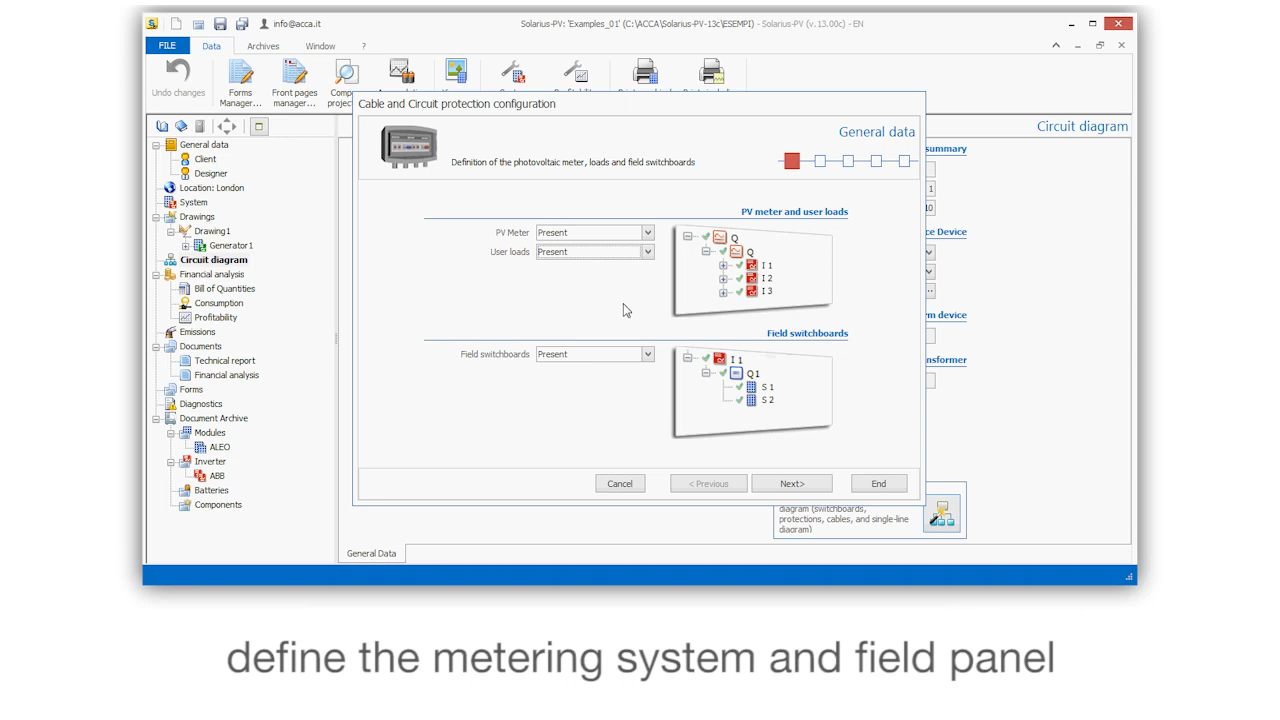 info@acca.it
Solarius-PV: 'Examples_01' (C:\ACCA\Solarius-PV-13c\ESEMPI) - Solarius-PV (v.13.00c) - EN
FILE Data Archives Window ?
Undo changes
Forms Manager...
Front pages manager...
Cable and Circuit protection configuration
General data
Definition of the photovoltaic meter, loads and field switchboards
PV meter and user loads
PV Meter Present
User loads Present
Q
Q
I 1
I 2
I 3
Field switchboards
Field switchboards Present
I 1
Q1
S 1
S 2
Cancel < Previous Next> End
General data
Client
Designer
Location: London
System
Drawings
Drawing1
Generator1
Circuit diagram
Financial analysis
Bill of Quantities
Consumption
Profitability
Emissions
Documents
Technical report
Financial analysis
Forms
Diagnostics
Document Archive
Modules
ALEO
Inverter
ABB
Batteries
Components
Circuit diagram
summary
1
10
ce Device
rm device
ansformer
diagram (switchboards,
protections, cables, and single-line
diagram)
General Data
define the metering system and field panel